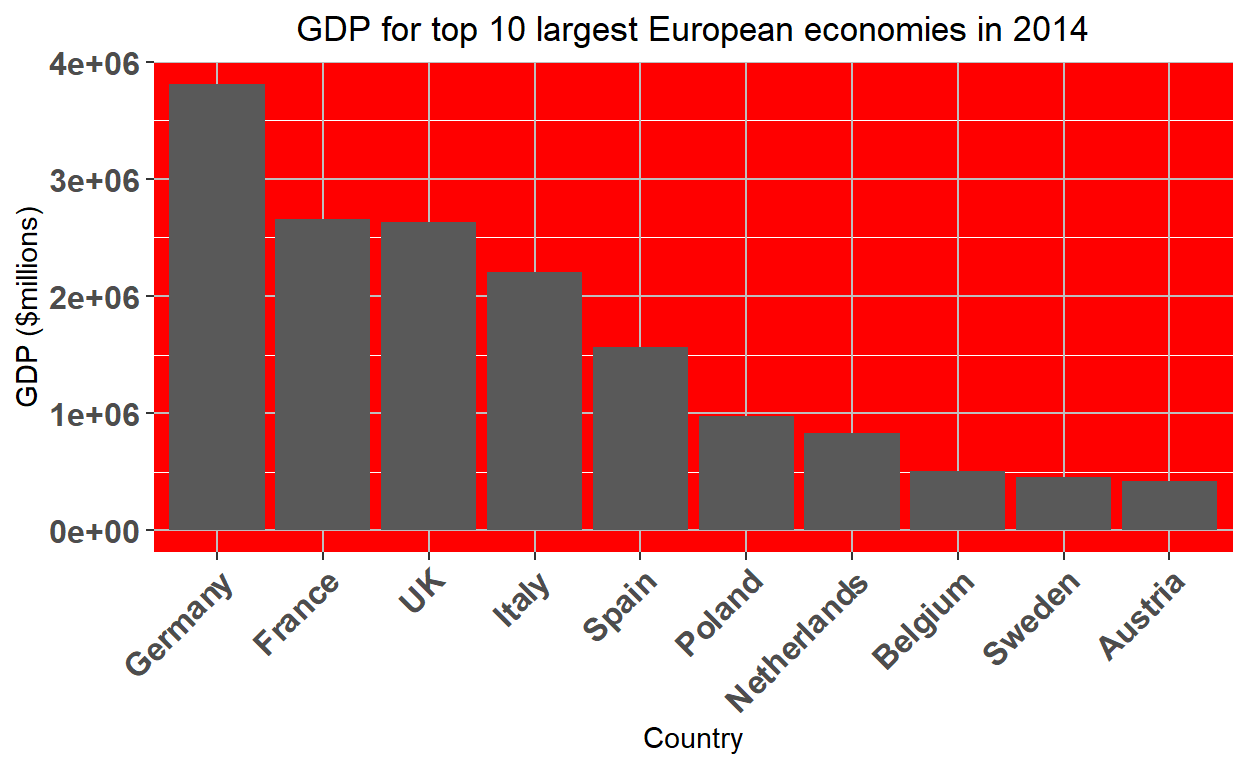 GDP for top 10 largest European economies in 2014
GDP ($millions)
4e+06
3e+06
2e+06
1e+06
0e+00
Germany
France
UK
Italy
Spain
Poland
Netherlands
Belgium
Sweden
Austria
Country